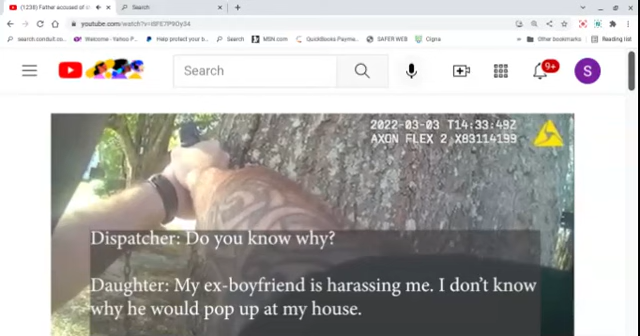 (1238) Father accused of s
Search
youtube.com/watch?v=I8FE7P9Oy34
search.conduit.co...
Welcome - Yahoo P...
Help protect your b...
Search
MSN.com
QuickBooks Payme...
SAFER WEB
Cigna
Other bookmarks
Reading list
Search
9+
S
2022-03-03 T14:33:49Z
AXON FLEX 2 X83114199
Dispatcher: Do you know why?
Daughter: My ex-boyfriend is harassing me. I don't know
why he would pop up at my house.